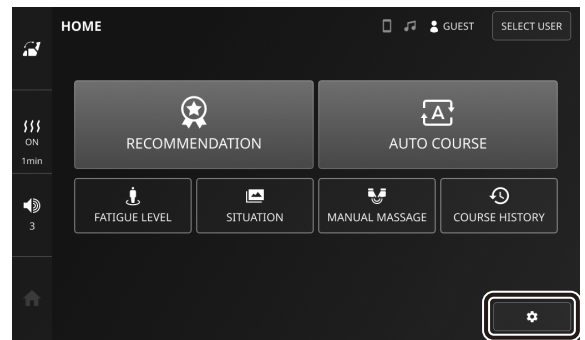 HOME
GUEST
SELECT USER
ON
1min
3
RECOMMENDATION
AUTO COURSE
FATIGUE LEVEL
SITUATION
MANUAL MASSAGE
COURSE HISTORY